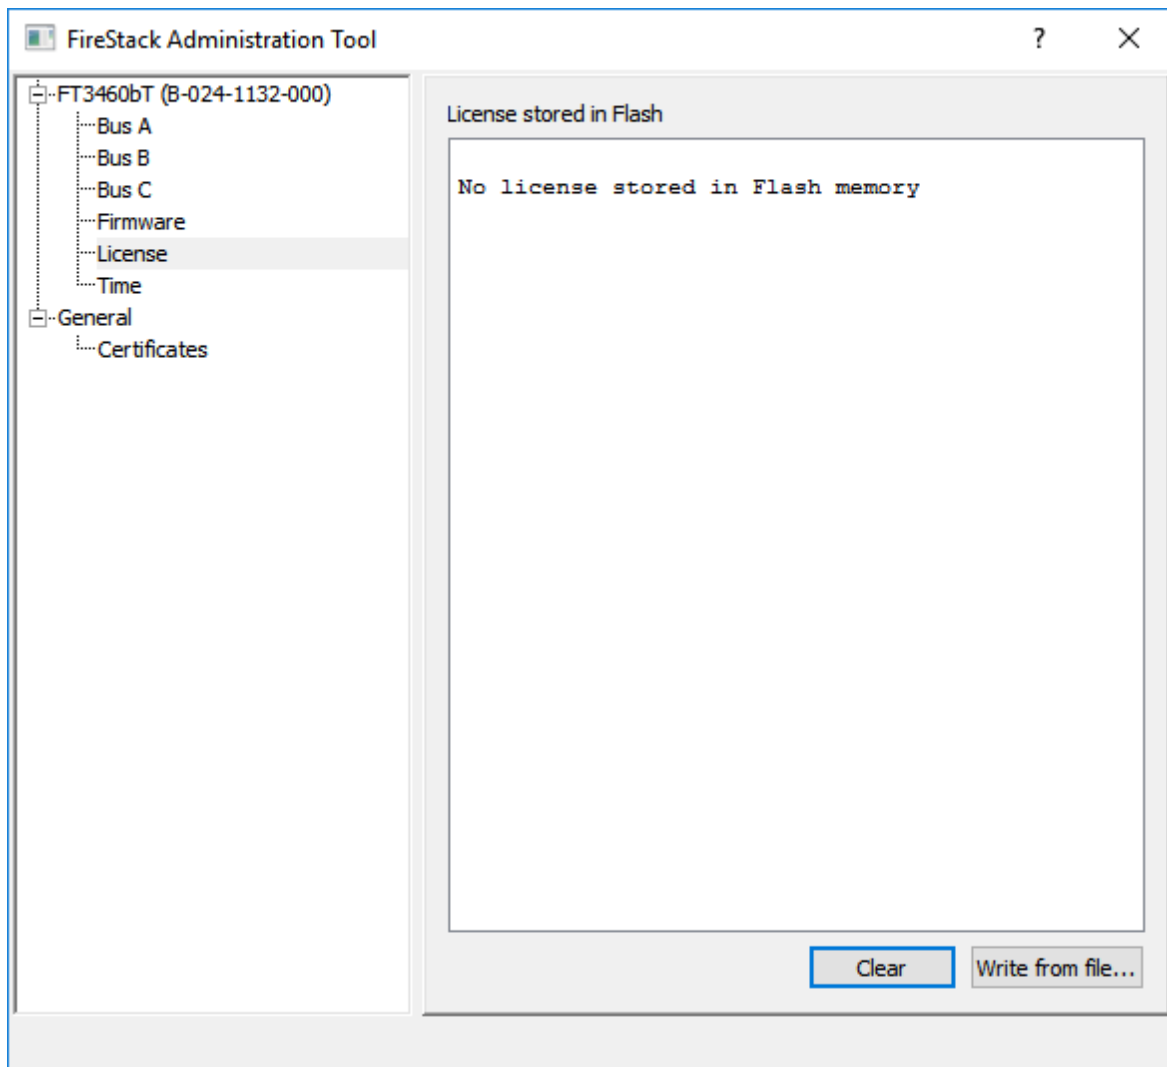 FireStack Administration Tool
?
FT3460bT (B-024-1132-000)
Bus A
Bus B
Bus C
Firmware
License
Time
General
Certificates
License stored in Flash
No license stored in Flash memory
Clear
Write from file...